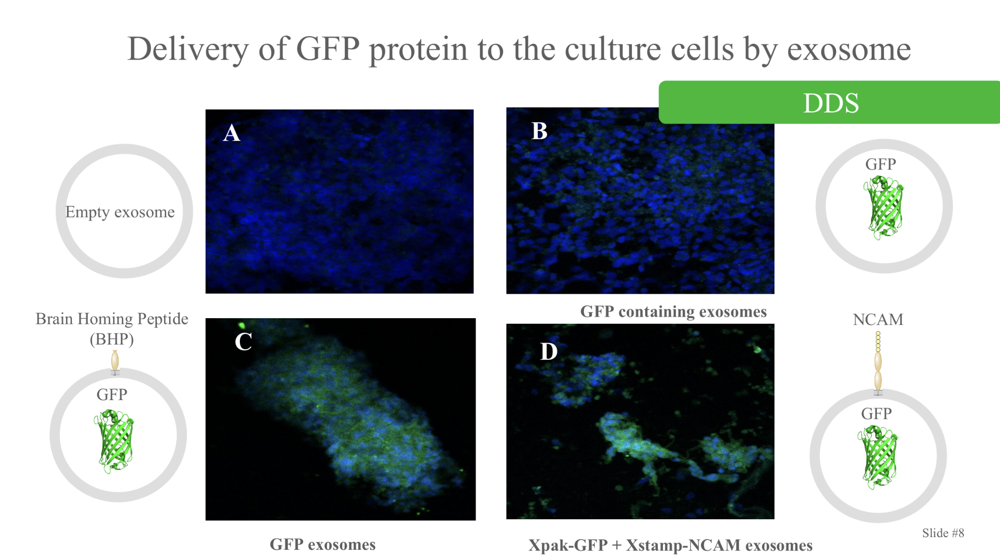 Delivery of GFP protein to the culture cells by exosome
DDS
A
B
Empty exosome
GFP
GFP containing exosomes
Brain Homing Peptide
(BHP)
GFP
C
D
NCAM
GFP
GFP exosomes
Xpak-GFP + Xstamp-NCAM exosomes
Slide #8